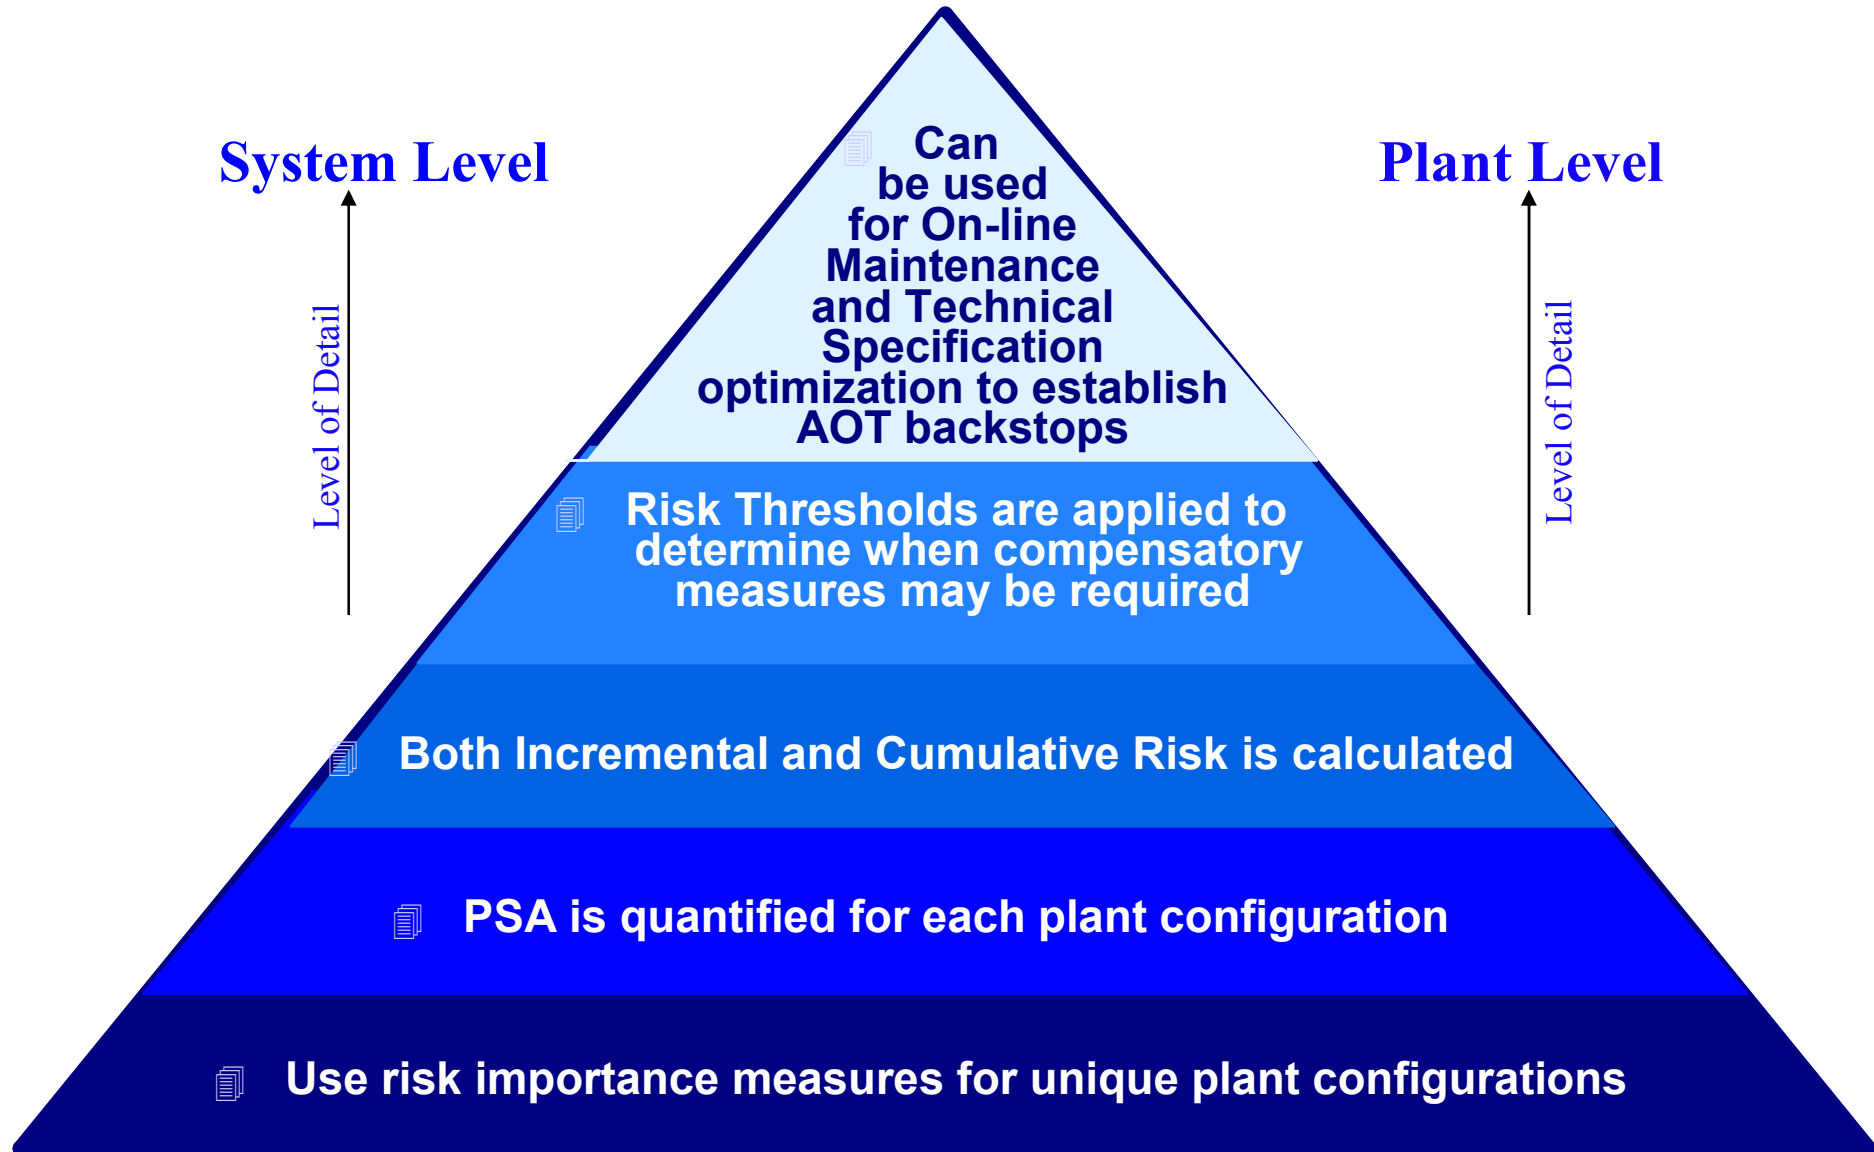 System Level
Plant Level
Level of Detail
Level of Detail
Can
be used
for On-line
Maintenance
and Technical
Specification
optimization to establish
AOT backstops
Risk Thresholds are applied to
determine when compensatory
measures may be required
Both Incremental and Cumulative Risk is calculated
PSA is quantified for each plant configuration
Use risk importance measures for unique plant configurations